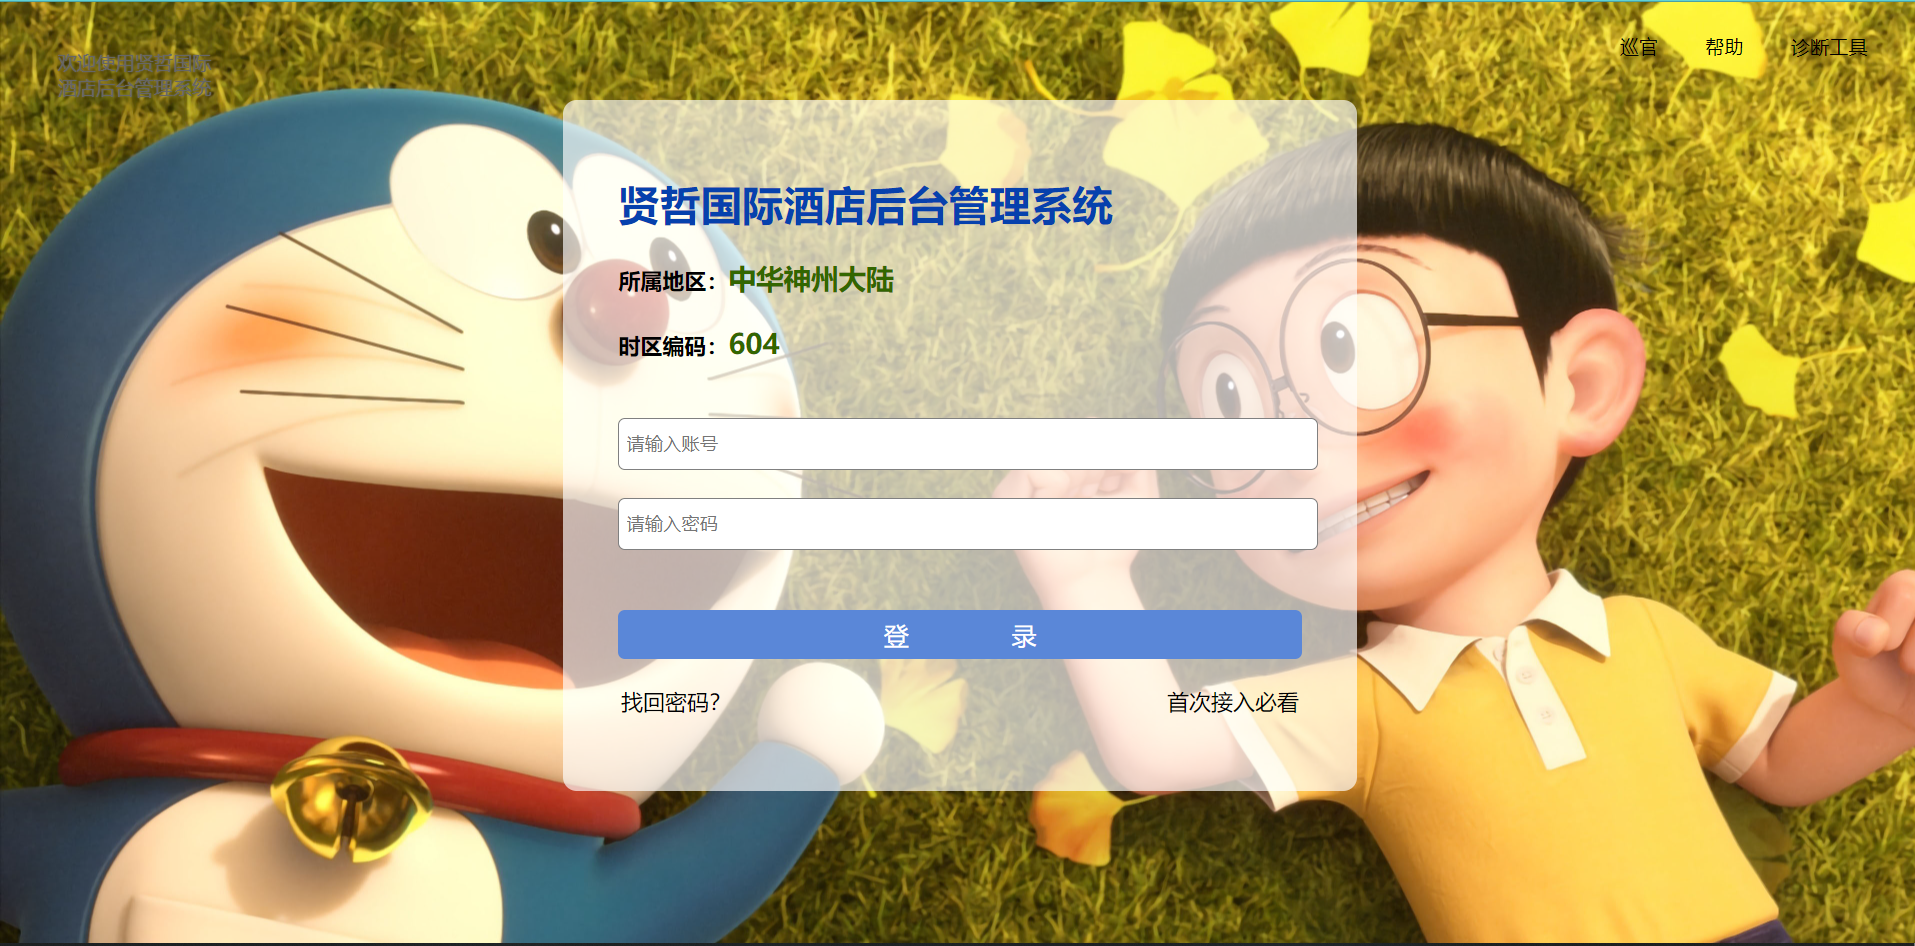 欢迎使用贤哲国际
酒店后台管理系统
巡官 帮助 诊断工具
贤哲国际酒店后台管理系统
所属地区：中华神州大陆
时区编码：604
请输入账号
请输入密码
登 录
找回密码？ 首次接入必看